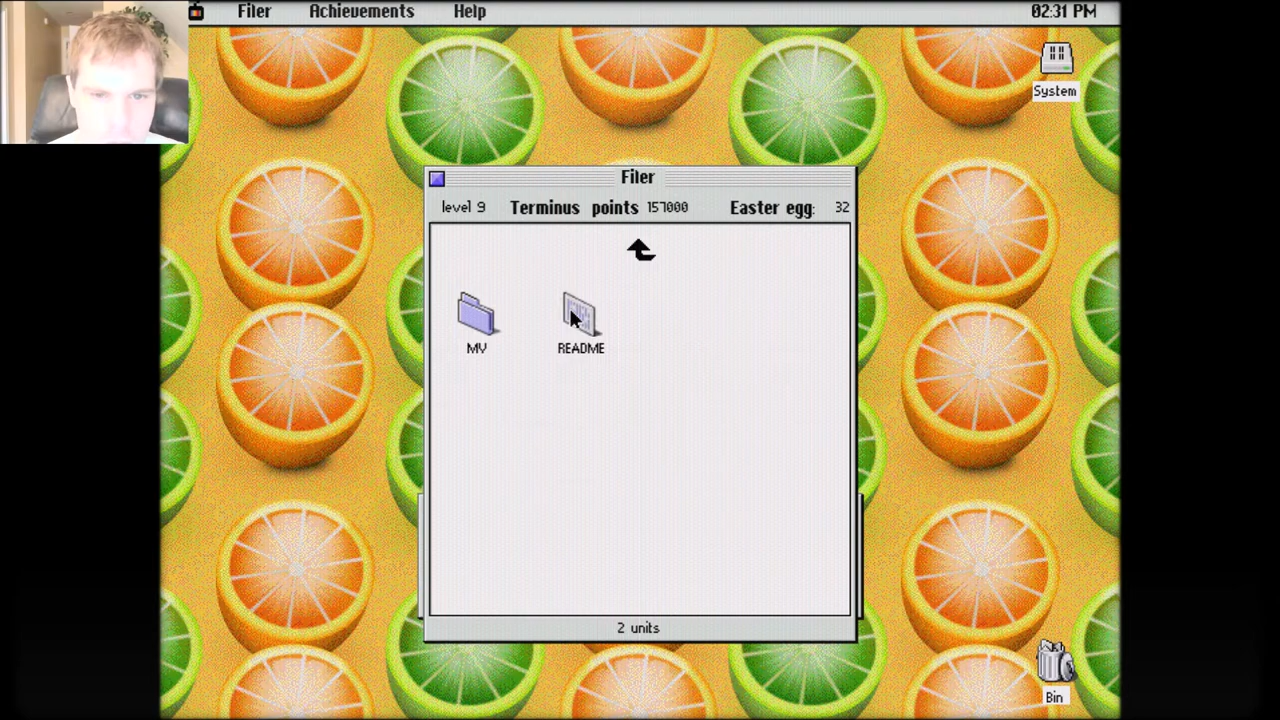 Filer Achievements Help 02:31 PM
System
Filer
level 9 Terminus points 157000 Easter egg: 32
MV README
2 units
Bin